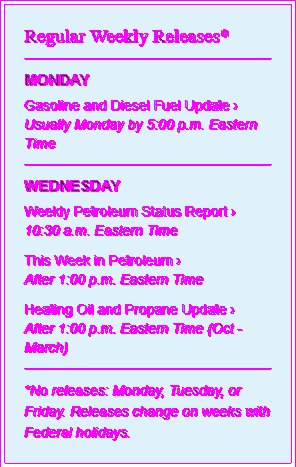 Regular Weekly Releases*
MONDAY
Gasoline and Diesel Fuel Update ›
Usually Monday by 5:00 p.m. Eastern
Time
WEDNESDAY
Weekly Petroleum Status Report ›
10:30 a.m. Eastern Time
This Week in Petroleum ›
After 1:00 p.m. Eastern Time
Heating Oil and Propane Update ›
After 1:00 p.m. Eastern Time (Oct -
March)
*No releases: Monday, Tuesday, or
Friday. Releases change on weeks with
Federal holidays.